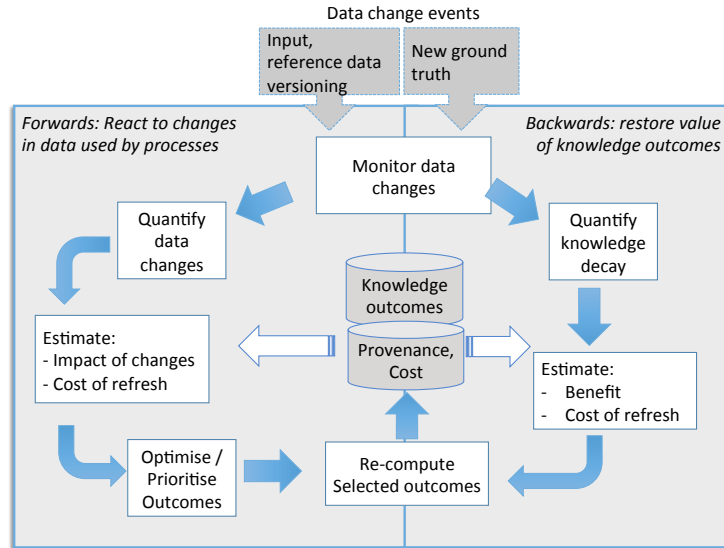 Data change events
Input,
reference data
versioning
New ground
truth
Forwards: React to changes
in data used by processes
Backwards: restore value
of knowledge outcomes
Monitor data
changes
Quantify
data
changes
Quantify
knowledge
decay
Knowledge
outcomes
Provenance,
Cost
Estimate:
- Impact of changes
- Cost of refresh
Estimate:
- Benefit
- Cost of refresh
Optimise /
Prioritise
Outcomes
Re-compute
Selected outcomes